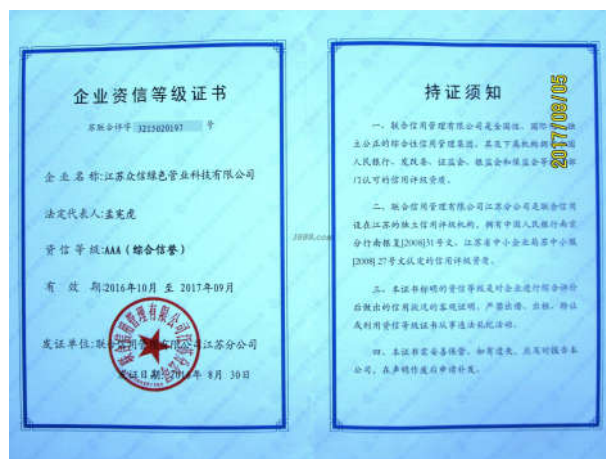 企业资信等级证书
苏联合评字 3215020197 号
企 业 名 称:江苏众信绿色管业科技有限公司
法定代表人:孟宪虎
资 信 等 级:AAA（综合信誉）
有 效 期:2016年10月 至 2017年09月
发证单位:联合信用管理有限公司江苏分公司
发证日期:2016年 8月 30日
持证须知
一、联合信用管理有限公司是全国性、国际
立公正的综合性信用管理集团，其及下属机构拥
人民银行、发改委、证监会、银监会和保监会等
部门认可的信用评级资质。
二、联合信用管理有限公司江苏分公司是联合信用
设在江苏的独立信用评级机构，拥有中国人民银行南京
分行南银复[2008]31号文、江苏省中小企业局苏中小服
[2008] 27号文认定的信用评级资质。
三、本证书标明的资信等级是对企业进行综合评价
后做出的信用状况的客观证明，严禁出借、出租、转让
或利用资信等级证书从事违法乱纪活动。
四、本证书需妥善保管，如有遗失，应及时报告本
公司，在声明作废后申请补发。
2017/09/05